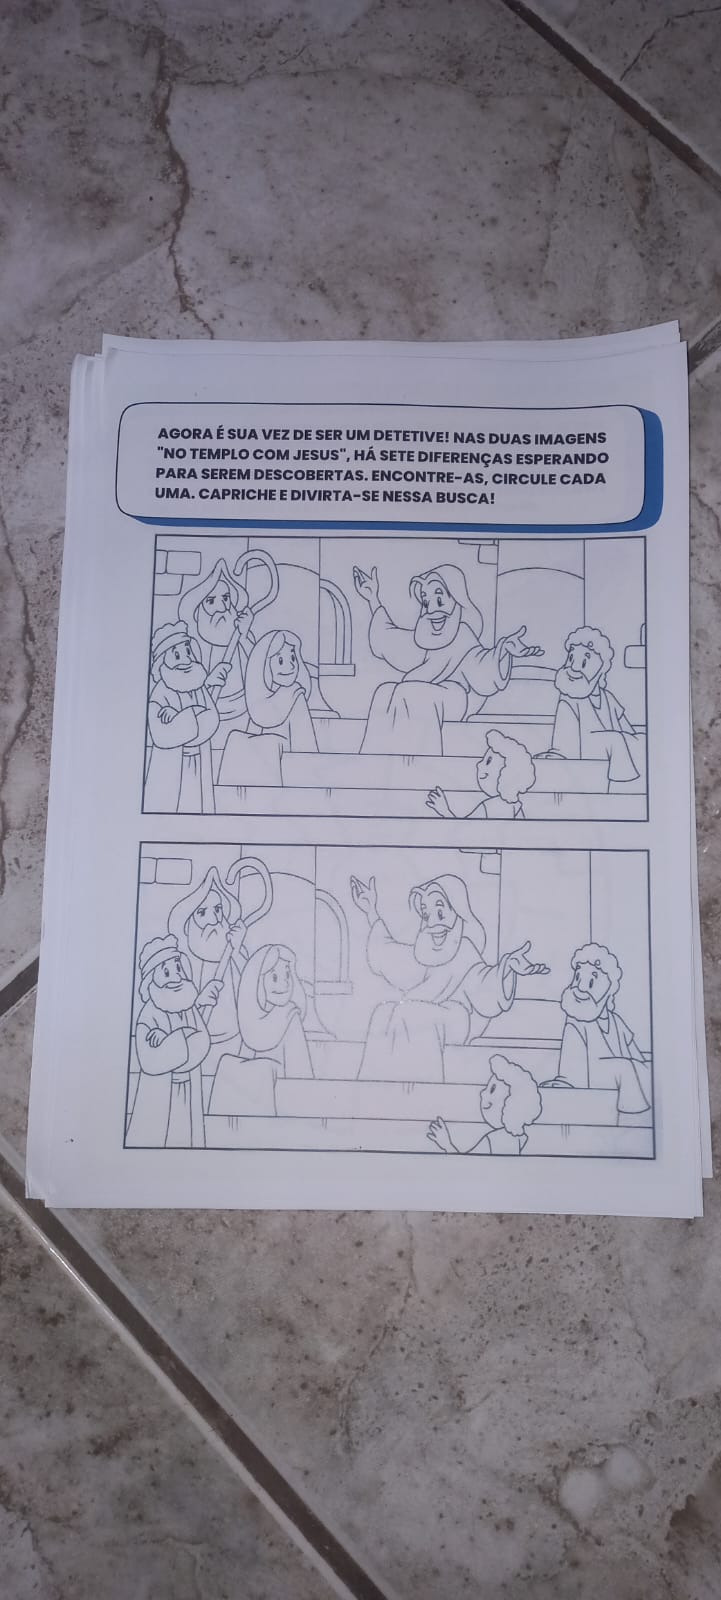 AGORA É SUA VEZ DE SER UM DETETIVE! NAS DUAS IMAGENS
"NO TEMPLO COM JESUS", HÁ SETE DIFERENÇAS ESPERANDO
PARA SEREM DESCOBERTAS. ENCONTRE-AS, CIRCULE CADA
UMA. CAPRICHE E DIVIRTA-SE NESSA BUSCA!